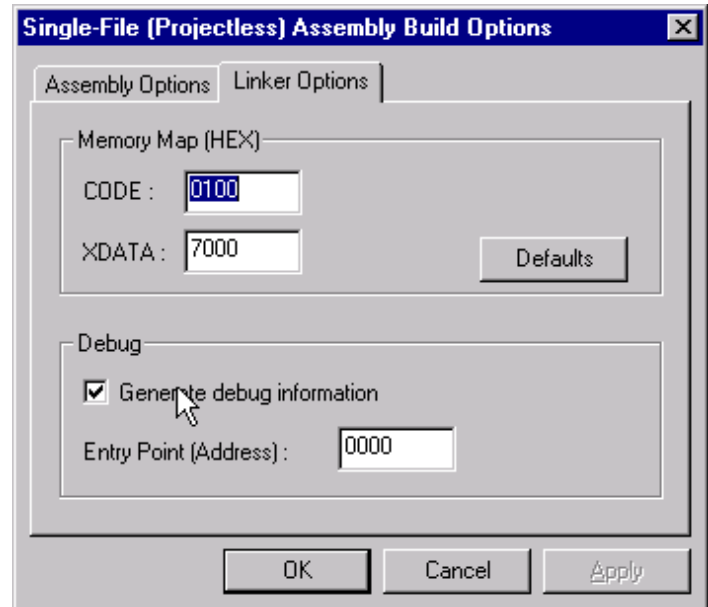 Single-File (Projectless) Assembly Build Options
Assembly Options Linker Options
Memory Map (HEX)
CODE : 0100
XDATA : 7000
Defaults
Debug
Generate debug information
Entry Point (Address) : 0000
OK Cancel Apply